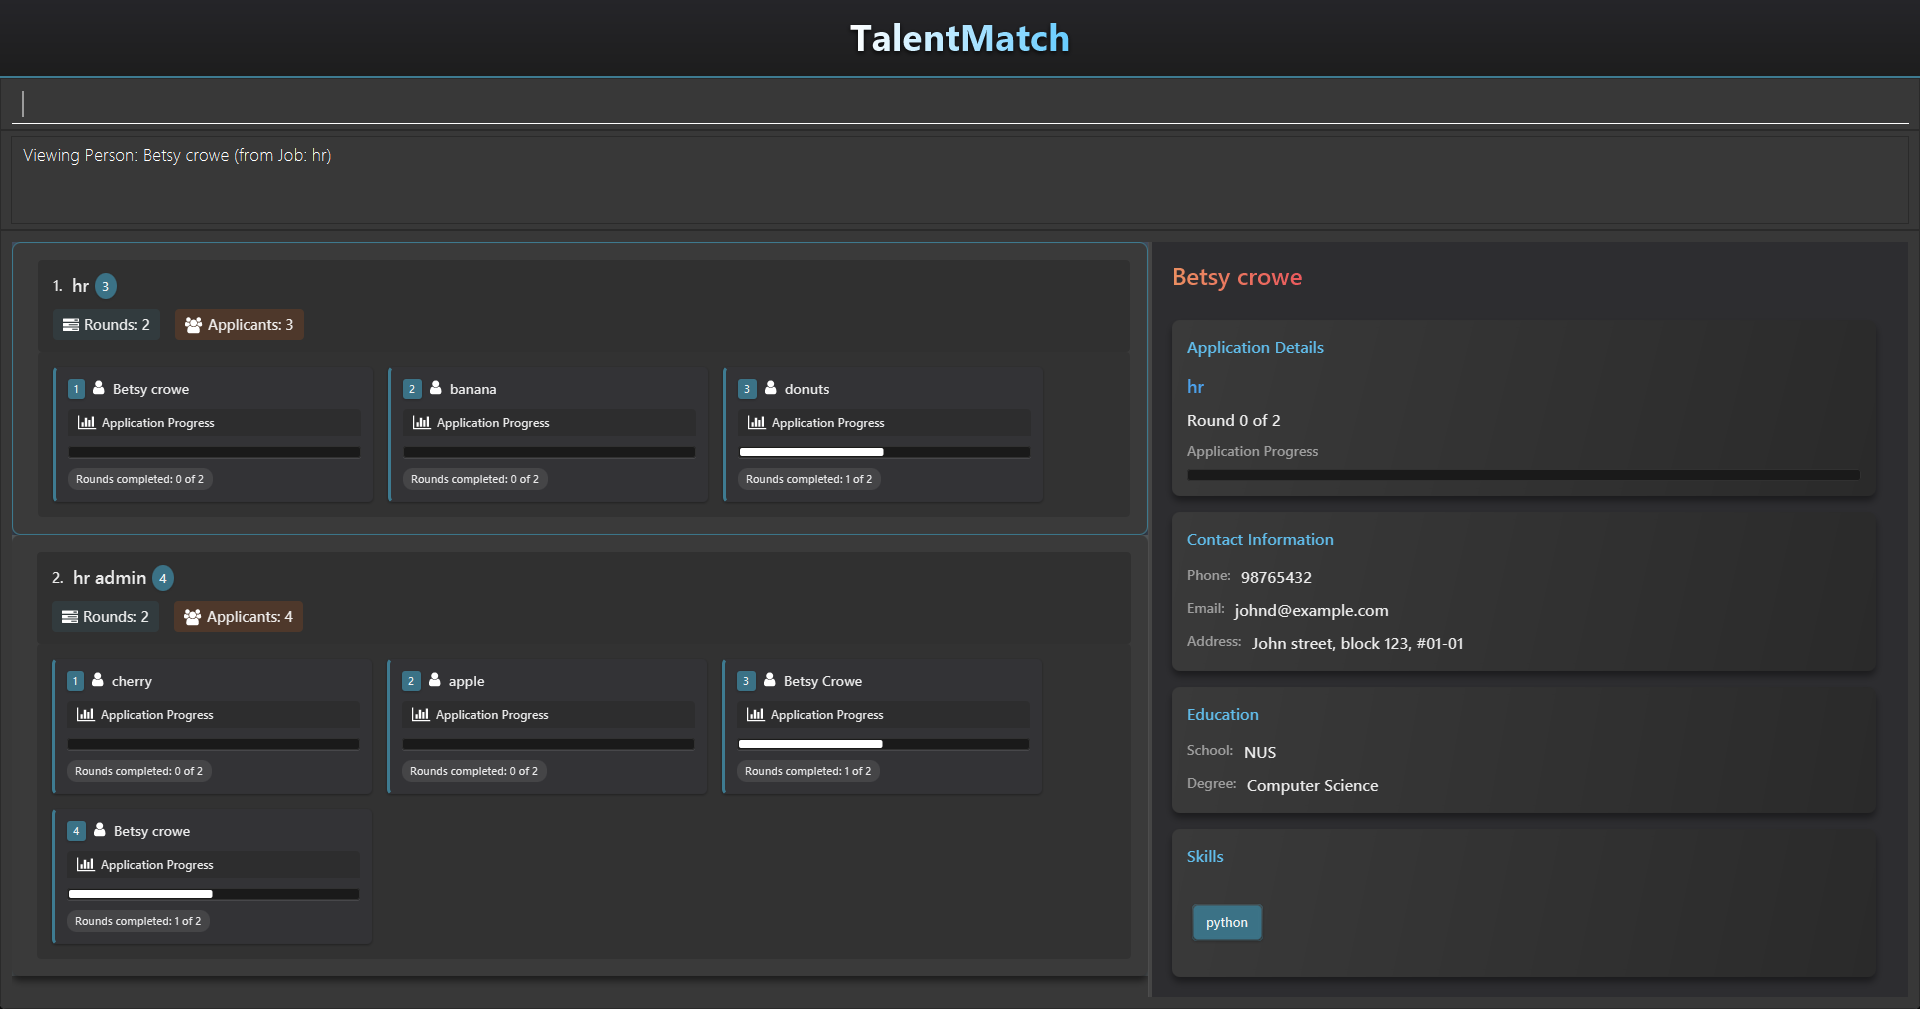 TalentMatch
Viewing Person: Betsy crowe (from Job: hr)
1. hr 3
Rounds: 2 Applicants: 3
1 Betsy crowe
Application Progress
Rounds completed: 0 of 2
2 banana
Application Progress
Rounds completed: 0 of 2
3 donuts
Application Progress
Rounds completed: 1 of 2
2. hr admin 4
Rounds: 2 Applicants: 4
1 cherry
Application Progress
Rounds completed: 0 of 2
2 apple
Application Progress
Rounds completed: 0 of 2
3 Betsy Crowe
Application Progress
Rounds completed: 1 of 2
4 Betsy crowe
Application Progress
Rounds completed: 1 of 2
Betsy crowe
Application Details
hr
Round 0 of 2
Application Progress
Contact Information
Phone: 98765432
Email: johnd@example.com
Address: John street, block 123, #01-01
Education
School: NUS
Degree: Computer Science
Skills
python